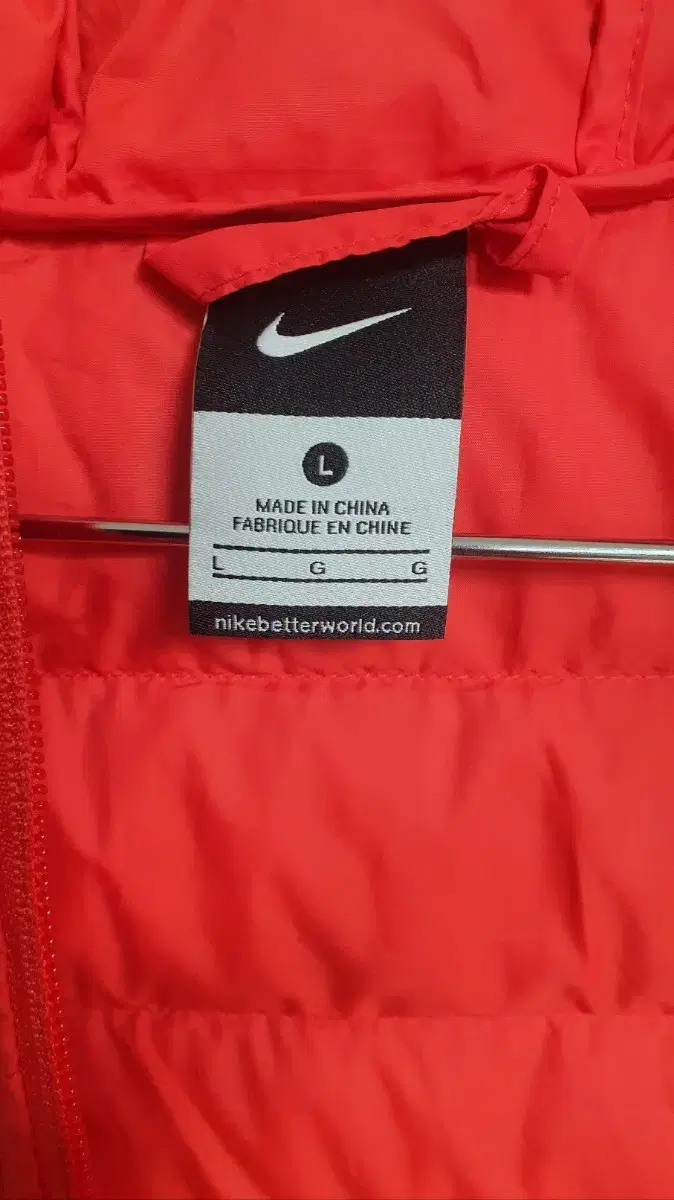 L
MADE IN CHINA
FABRIQUE EN CHINE
L G G
nikebetterworld.com